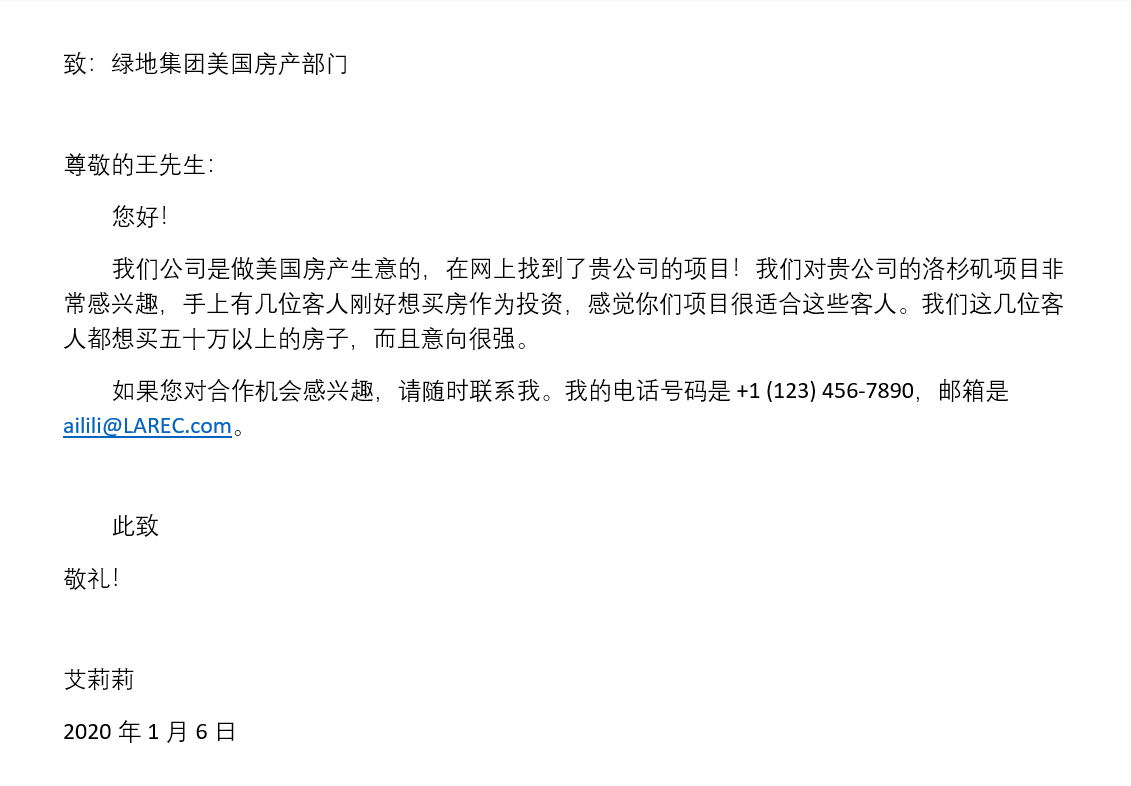 致：绿地集团美国房产部门
尊敬的王先生：
您好！
我们公司是做美国房产生意的，在网上找到了贵公司的项目！我们对贵公司的洛杉矶项目非
常感兴趣，手上有几位客人刚好想买房作为投资，感觉你们项目很适合这些客人。我们这几位客
人都想买五十万以上的房子，而且意向很强。
如果您对合作机会感兴趣，请随时联系我。我的电话号码是 +1 (123) 456-7890，邮箱是
ailili@LAREC.com。
此致
敬礼！
艾莉莉
2020 年 1 月 6 日